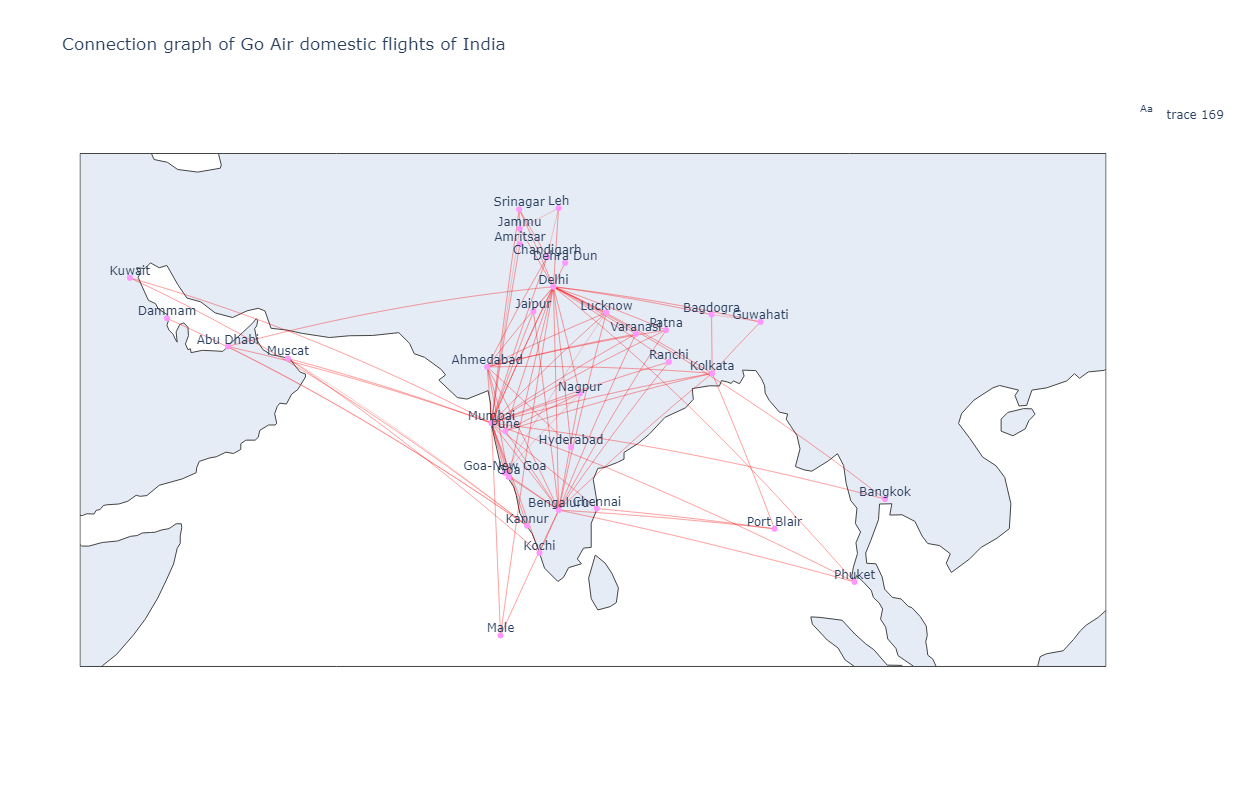 Connection graph of Go Air domestic flights of India
Aa trace 169
Srinagar
Leh
Jammu
Amritsar
Chandigarh
Dehra Dun
Kuwait
Delhi
Dammam
Jaipur
Lucknow
Bagdogra
Guwahati
Varanasi
Patna
Abu Dhabi
Muscat
Ahmedabad
Ranchi
Kolkata
Nagpur
Mumbai
Pune
Hyderabad
Goa-New Goa
Goa
Bangkok
Bengaluru
Chennai
Kannur
Port Blair
Kochi
Phuket
Male